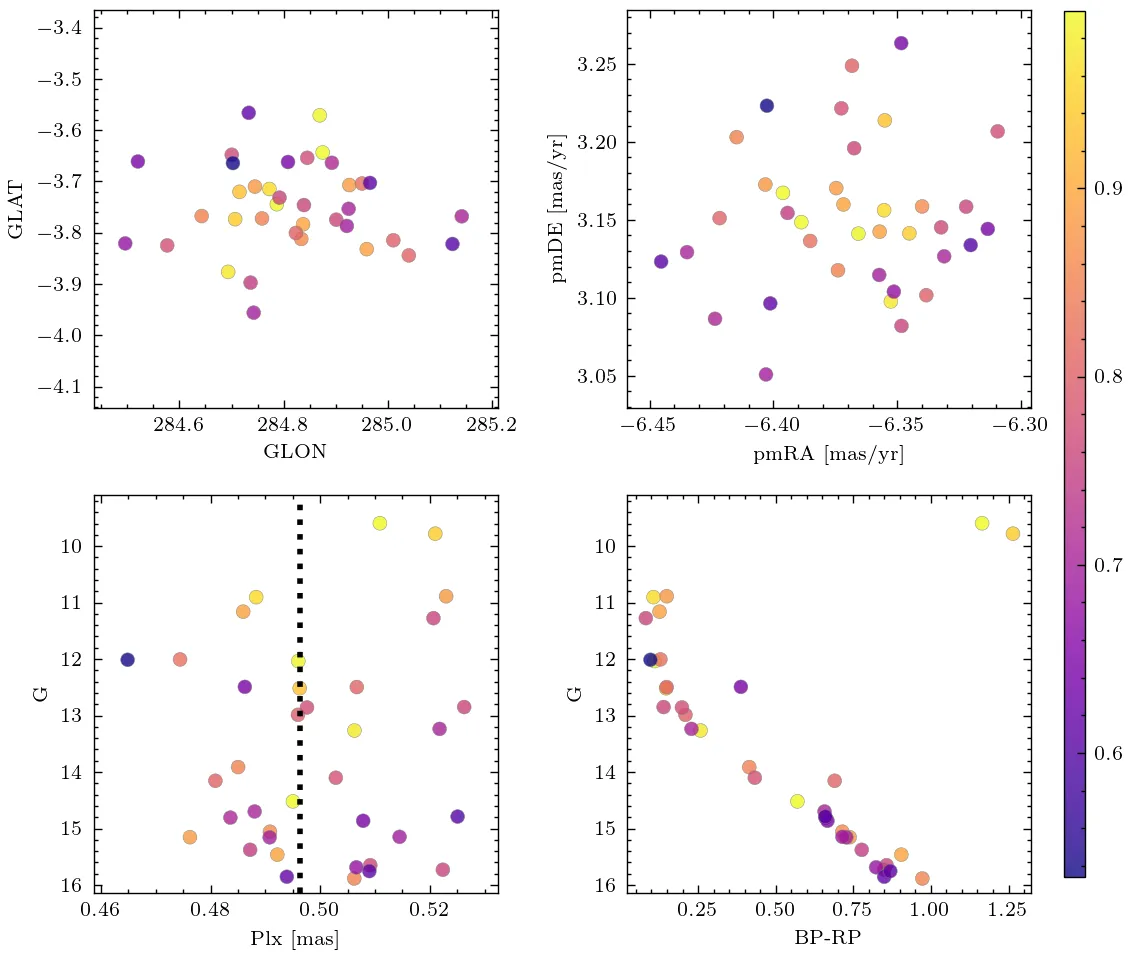 −3.4
−3.5
−3.6
−3.7
−3.8
−3.9
−4.0
−4.1
GLAT
284.6 284.8 285.0 285.2
GLON
3.25
3.20
3.15
3.10
3.05
pmDE [mas/yr]
−6.45 −6.40 −6.35 −6.30
pmRA [mas/yr]
10
11
12
13
14
15
16
G
0.46 0.48 0.50 0.52
Plx [mas]
10
11
12
13
14
15
16
G
0.25 0.50 0.75 1.00 1.25
BP-RP
0.9
0.8
0.7
0.6